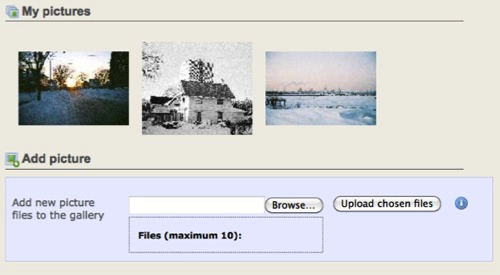 My pictures
Add picture
Add new picture
files to the gallery
Browse...
Upload chosen files
i
Files (maximum 10):